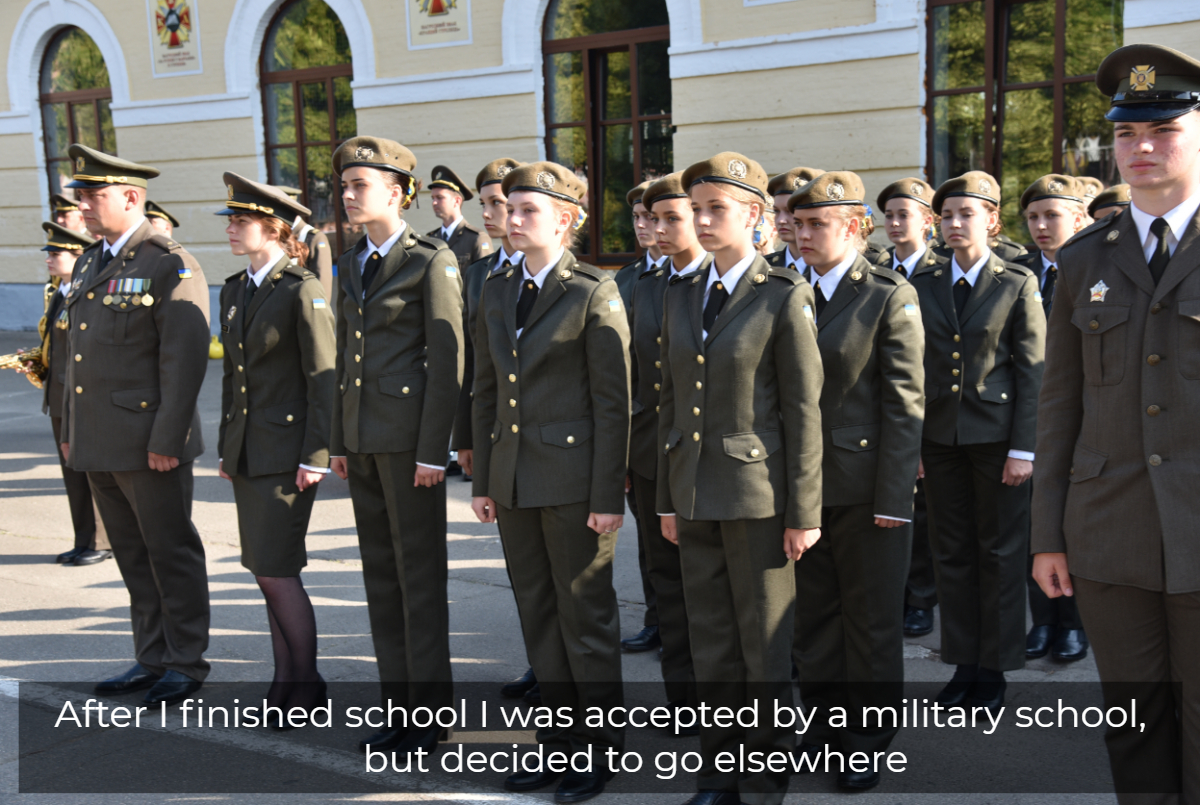 After I finished school I was accepted by a military school,
but decided to go elsewhere